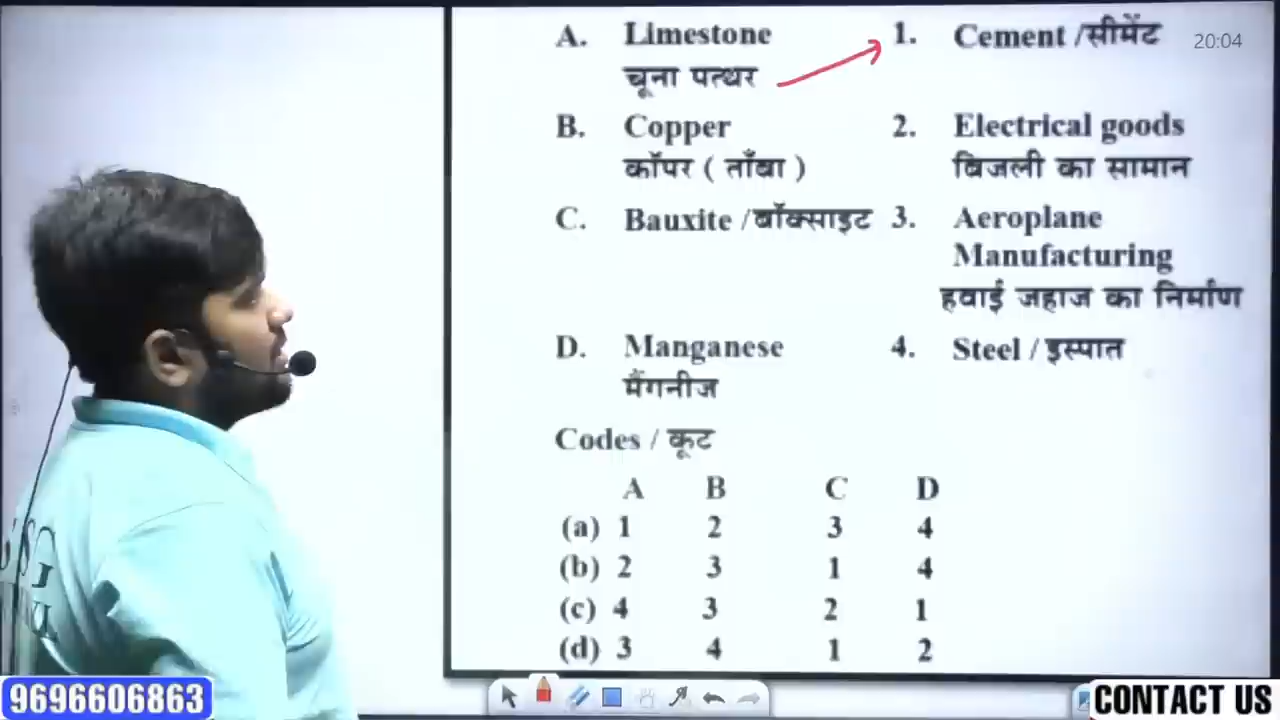 A. Limestone 1. Cement / सीमेंट 20:04
चूना पत्थर
B. Copper 2. Electrical goods
कॉपर ( ताँबा ) बिजली का सामान
C. Bauxite / बॉक्साइट 3. Aeroplane
Manufacturing
हवाई जहाज का निर्माण
D. Manganese 4. Steel / इस्पात
मैंगनीज
Codes / कूट
A B C D
(a) 1 2 3 4
(b) 2 3 1 4
(c) 4 3 2 1
(d) 3 4 1 2
9696606863 CONTACT US